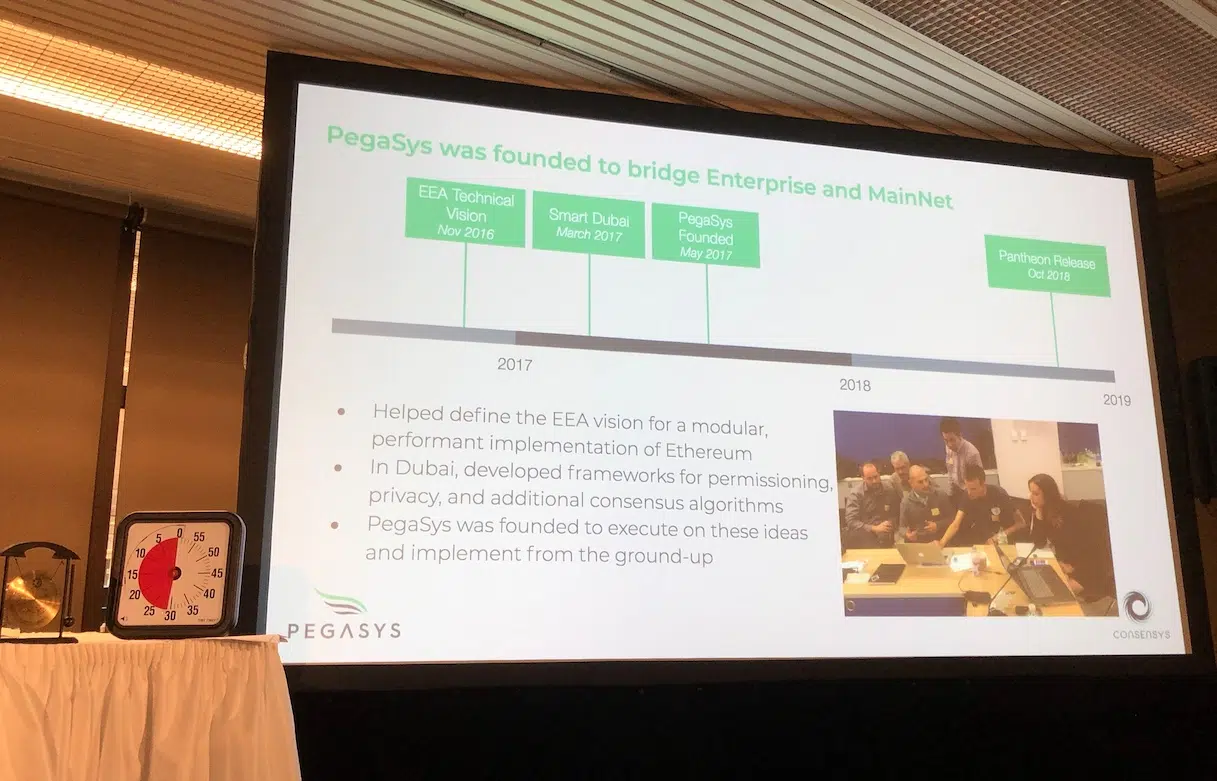 PegaSys was founded to bridge Enterprise and MainNet
EEA Technical
Vision
Nov 2016
Smart Dubai
March 2017
PegaSys
Founded
May 2017
Pantheon Release
Oct 2018
2017
2018
2019
• Helped define the EEA vision for a modular,
performant implementation of Ethereum
• In Dubai, developed frameworks for permissioning,
privacy, and additional consensus algorithms
• PegaSys was founded to execute on these ideas
and implement from the ground-up
PEGASYS
CONSENSYS
0
55
50
45
40
35
30
25
20
15
10
5